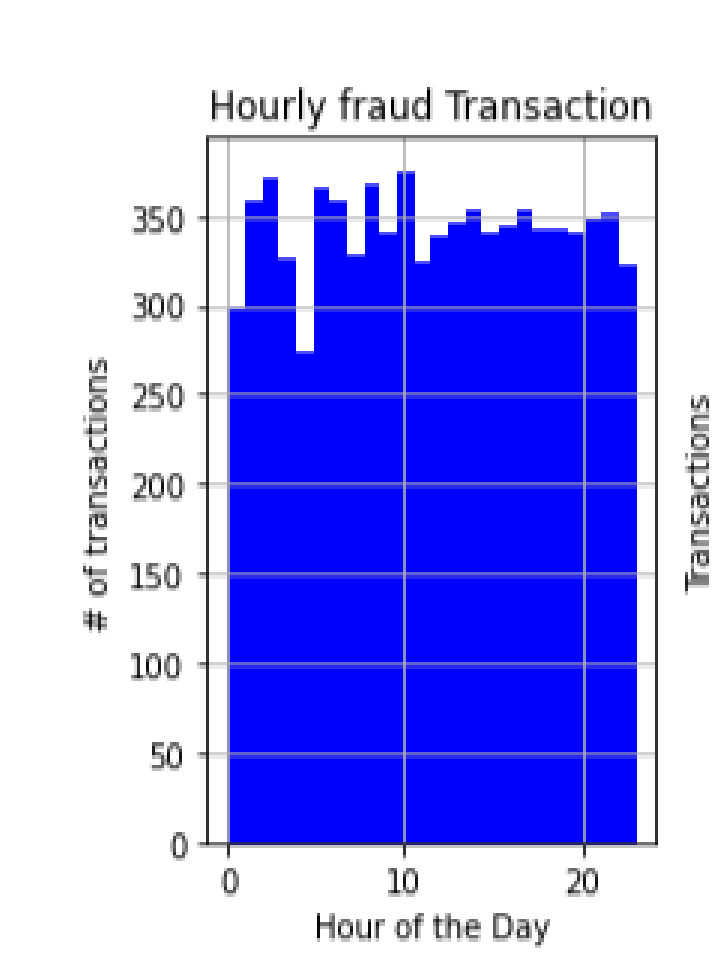 Hourly fraud Transaction
# of transactions
350
300
250
200
150
100
50
0
0 10 20
Hour of the Day
Transactions